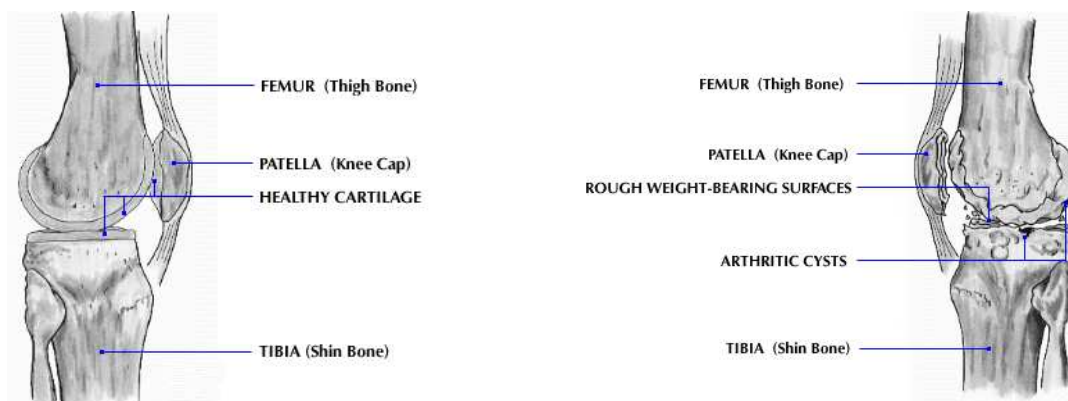 FEMUR (Thigh Bone)
PATELLA (Knee Cap)
HEALTHY CARTILAGE
TIBIA (Shin Bone)
FEMUR (Thigh Bone)
PATELLA (Knee Cap)
ROUGH WEIGHT-BEARING SURFACES
ARTHRITIC CYSTS
TIBIA (Shin Bone)